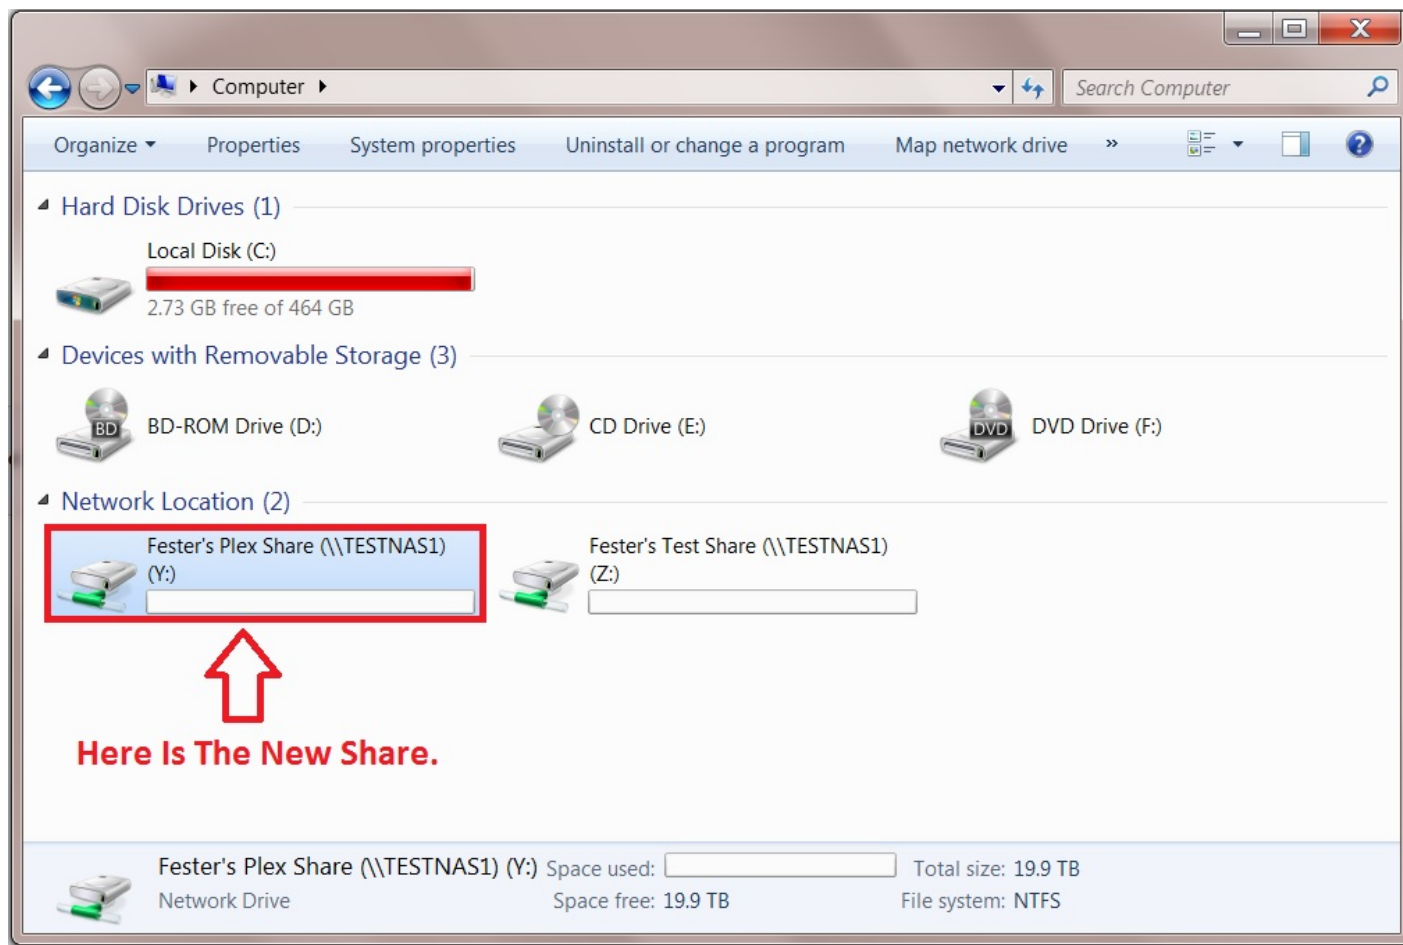 Computer
Search Computer
Organize Properties System properties Uninstall or change a program Map network drive »
Hard Disk Drives (1)
Local Disk (C:)
2.73 GB free of 464 GB
Devices with Removable Storage (3)
BD
BD-ROM Drive (D:)
CD Drive (E:)
DVD
DVD Drive (F:)
Network Location (2)
Fester's Plex Share (\\TESTNAS1)
(Y:)
Fester's Test Share (\\TESTNAS1)
(Z:)
Here Is The New Share.
Fester's Plex Share (\\TESTNAS1) (Y:) Space used: Total size: 19.9 TB
Network Drive Space free: 19.9 TB File system: NTFS